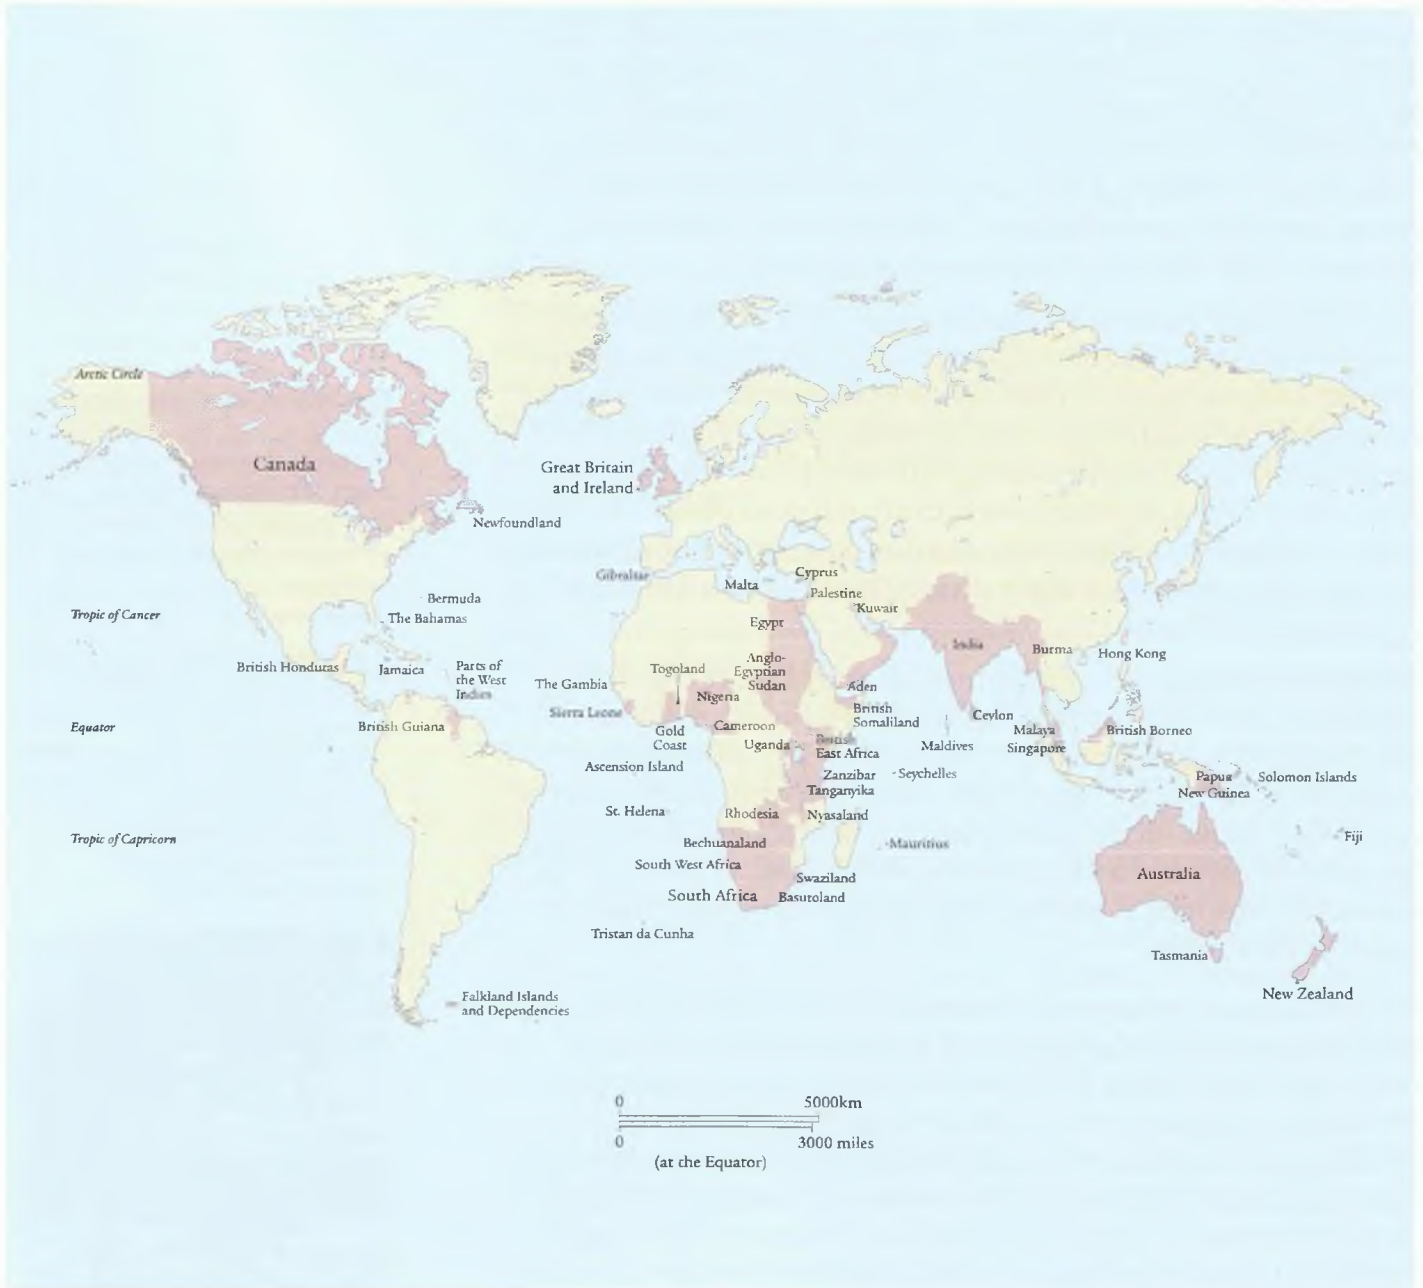 Arctic Circle
Canada
Great Britain
and Ireland
Newfoundland
Gibraltar
Malta
Cyprus
Palestine
Kuwait
Bermuda
The Bahamas
Tropic of Cancer
Egypt
India
Burma
Hong Kong
British Honduras
Jamaica
Parts of
the West
Indies
The Gambia
Togoland
Anglo-
Egyptian
Sudan
Aden
Nigeria
Sierra Leone
British
Somaliland
Ceylon
Equator
British Guiana
Gold
Coast
Cameroon
Uganda
British
East Africa
Maldives
Malaya
Singapore
British Borneo
Ascension Island
Zanzibar
Tanganyika
Seychelles
Papua
New Guinea
Solomon Islands
St. Helena
Rhodesia
Nyasaland
Tropic of Capricorn
Bechuanaland
Mauritius
Fiji
South West Africa
Swaziland
Australia
South Africa
Basutoland
Tristan da Cunha
Tasmania
New Zealand
Falkland Islands
and Dependencies
0 5000km
0 3000 miles
(at the Equator)